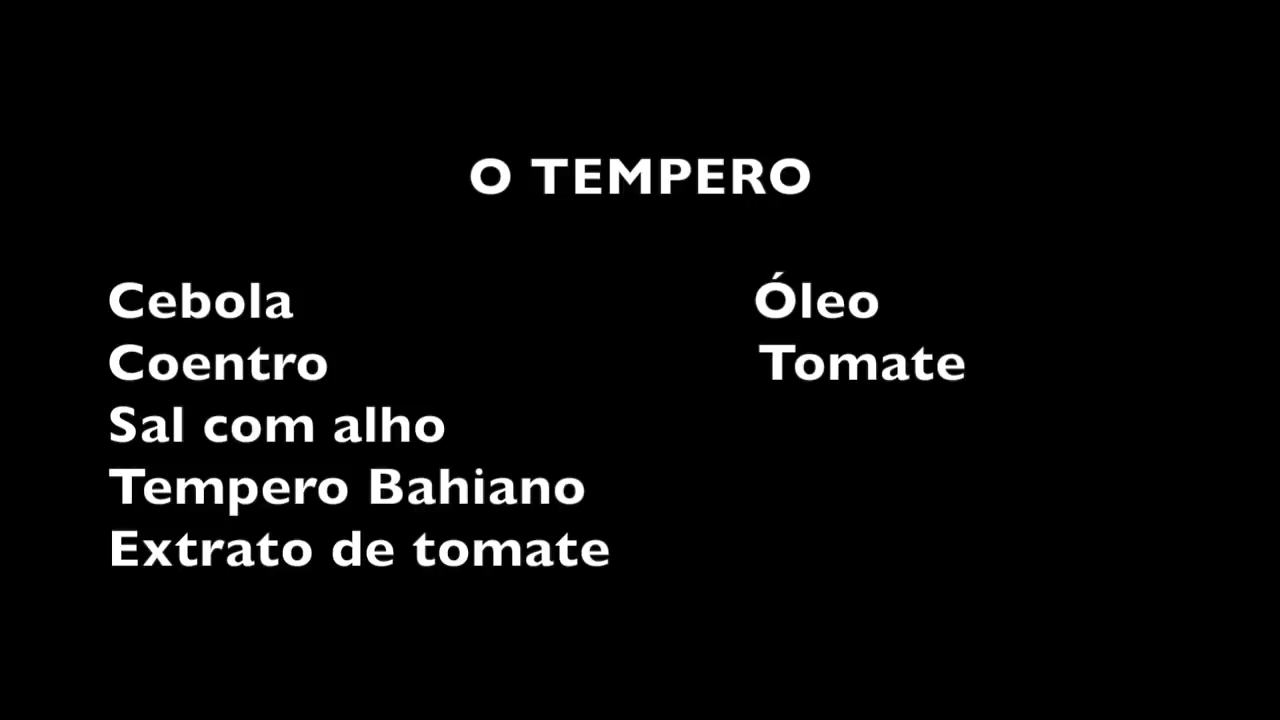 O TEMPERO
Cebola
Coentro
Sal com alho
Tempero Bahiano
Extrato de tomate
Óleo
Tomate